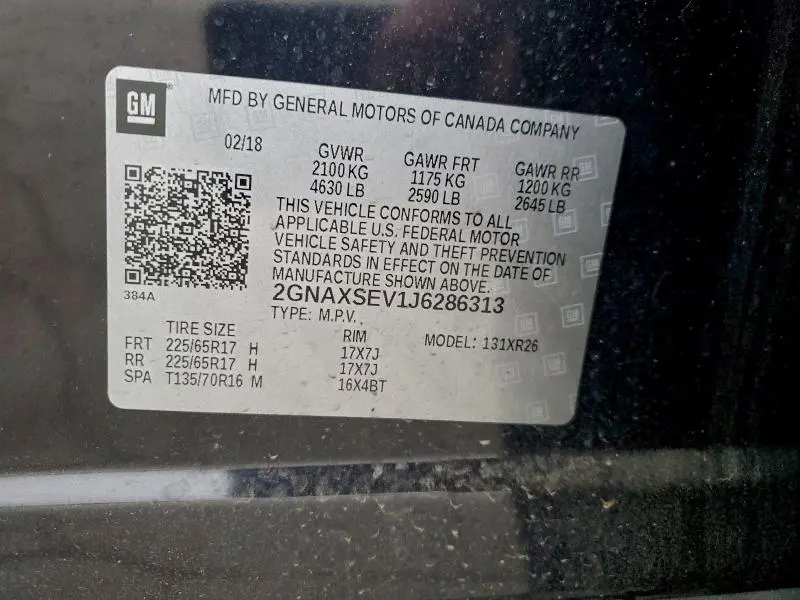 GM
MFD BY GENERAL MOTORS OF CANADA COMPANY
02/18 GVWR GAWR FRT GAWR RR
2100 KG 1175 KG 1200 KG
4630 LB 2590 LB 2645 LB
THIS VEHICLE CONFORMS TO ALL
APPLICABLE U.S. FEDERAL MOTOR
VEHICLE SAFETY AND THEFT PREVENTION
STANDARDS IN EFFECT ON THE DATE OF
MANUFACTURE SHOWN ABOVE.
384A
2GNAXSEV1J6286313
TYPE: M.P.V.
TIRE SIZE RIM MODEL: 131XR26
FRT 225/65R17 H 17X7J
RR 225/65R17 H 17X7J
SPA T135/70R16 M 16X4BT